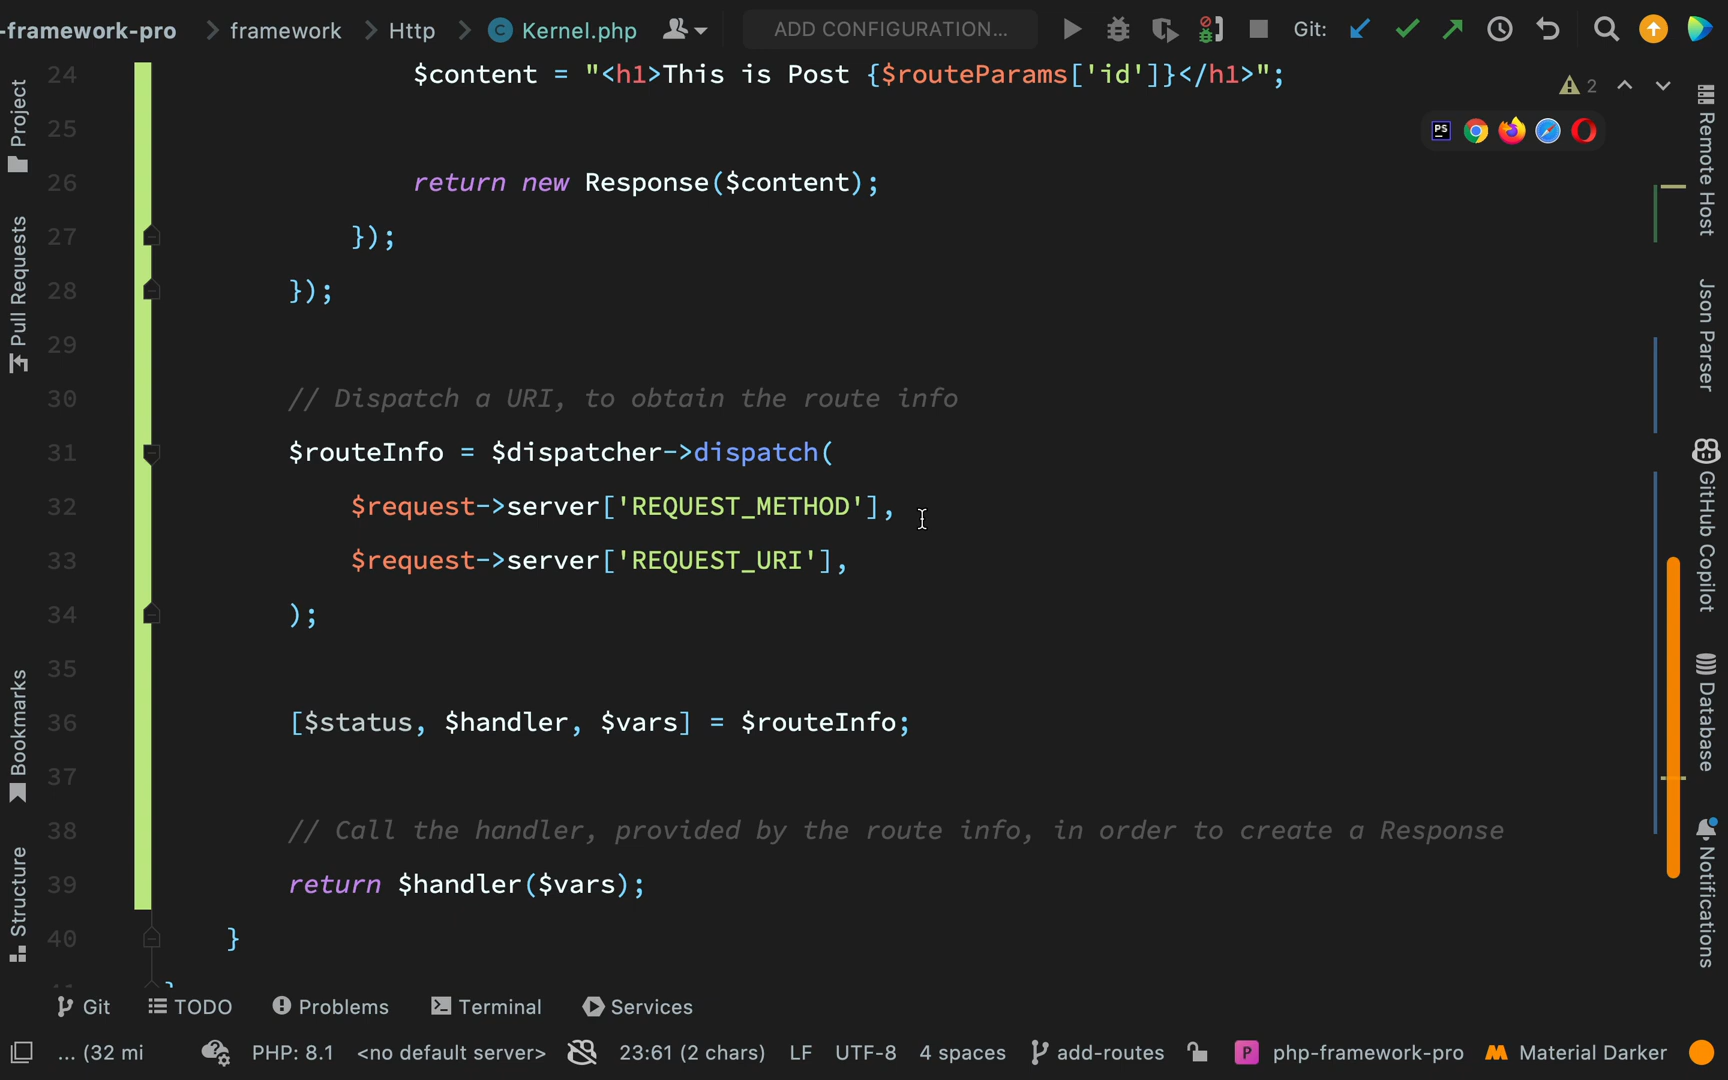 -framework-pro framework Http C Kernel.php ADD CONFIGURATION... Git:
24 $content = "<h1>This is Post {$routeParams['id']}</h1>"; 2
25
26 return new Response($content);
27 });
28 });
29
30 // Dispatch a URI, to obtain the route info
31 $routeInfo = $dispatcher->dispatch(
32 $request->server['REQUEST_METHOD'],
33 $request->server['REQUEST_URI'],
34 );
35
36 [$status, $handler, $vars] = $routeInfo;
37
38 // Call the handler, provided by the route info, in order to create a Response
39 return $handler($vars);
40 }
Project
Pull Requests
Bookmarks
Structure
PS
Remote Host
Json Parser
GitHub Copilot
Database
Notifications
Git TODO Problems Terminal Services
... (32 mi PHP: 8.1 <no default server> 23:61 (2 chars) LF UTF-8 4 spaces add-routes P php-framework-pro Material Darker